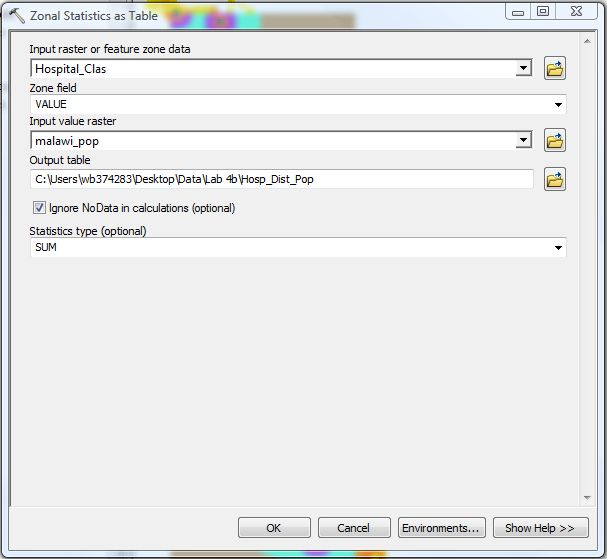 Zonal Statistics as Table
Input raster or feature zone data
Hospital_Clas
Zone field
VALUE
Input value raster
malawi_pop
Output table
C:\Users\wb374283\Desktop\Data\Lab 4b\Hosp_Dist_Pop
Ignore NoData in calculations (optional)
Statistics type (optional)
SUM
OK Cancel Environments... Show Help >>